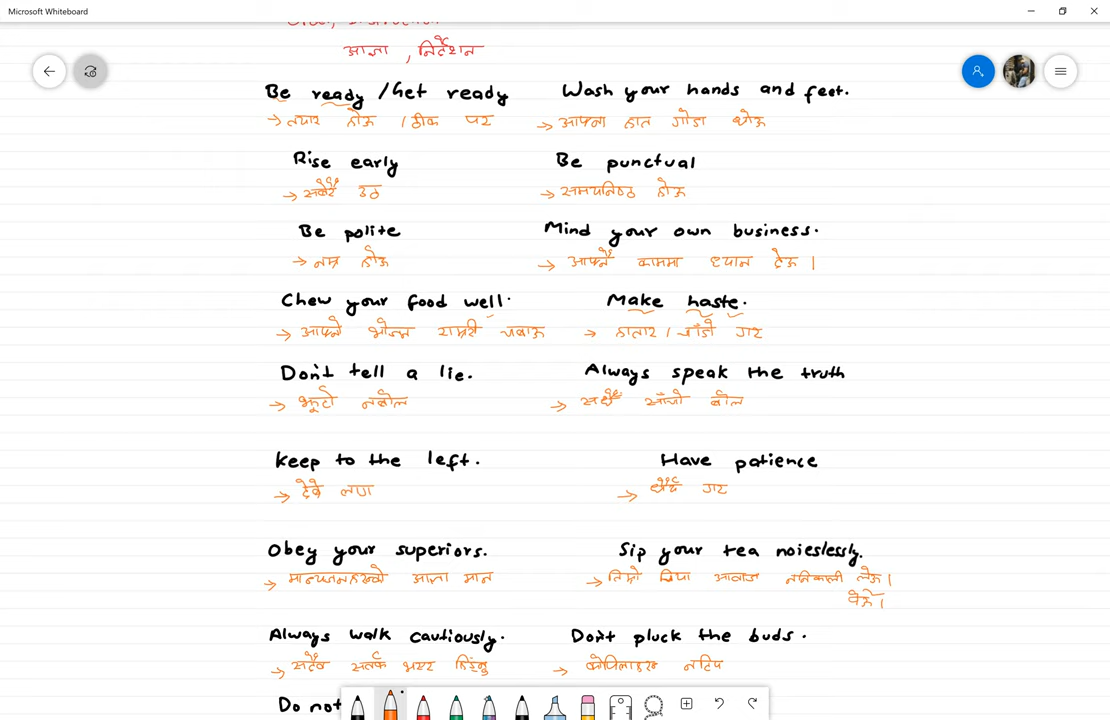 Microsoft Whiteboard
आज्ञा , निर्देशन
Be ready /Get ready    Wash your hands and feet.
→ तयार होऊ / ठीक पर    → आफ्ना हात गोडा धोऊ
Rise early    Be punctual
→ सबेरै उठ    → समयनिष्ठ होऊ
Be polite    Mind your own business.
→ नम्र होऊ    → आफ्नै काममा ध्यान देऊ ।
Chew your food well.    Make haste.
→ आफ्नो भोजन राम्ररी चबाऊ    → हातार / चाँडो गर
Don't tell a lie.    Always speak the truth
→ झूटो नबोल    → साँचो बोल
Keep to the left.    Have patience
→ देब्रे लाग    → धैर्य गर
Obey your superiors.    Sip your tea noieslessly.
→ आज्ञा मान    → तिम्रो चिया आवाज ननिकाली लेऊ ।
Always walk cautiously.    Don't pluck the buds.
→ सदैव सतर्क भएर हिंड्नु    → कोपिलाहरू नटिप
Do not